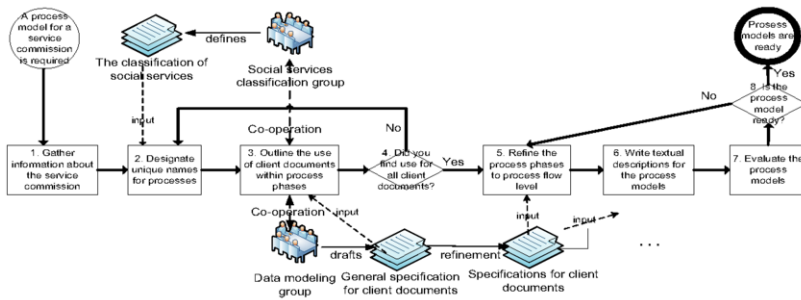 A process
model for a
service
commission
is required
defines
The classification of
social services
Social services
classification group
Prosess
models are
ready
Yes
No
8. Is the
process
model
ready?
input
Co-operation
No
1. Gather
information about
the service
commission
2. Designate
unique names
for processes
3. Outline the use
of client documents
within process
phases
4. Did you
find use for
all client
documents?
Yes
5. Refine the
process phases
to process flow
level
6. Write textual
descriptions for
the process
models
7. Evaluate the
process
models
Co-operation
input
input
input
drafts
refinement
. . .
Data modeling
group
General specification
for client documents
Specifications for client
documents